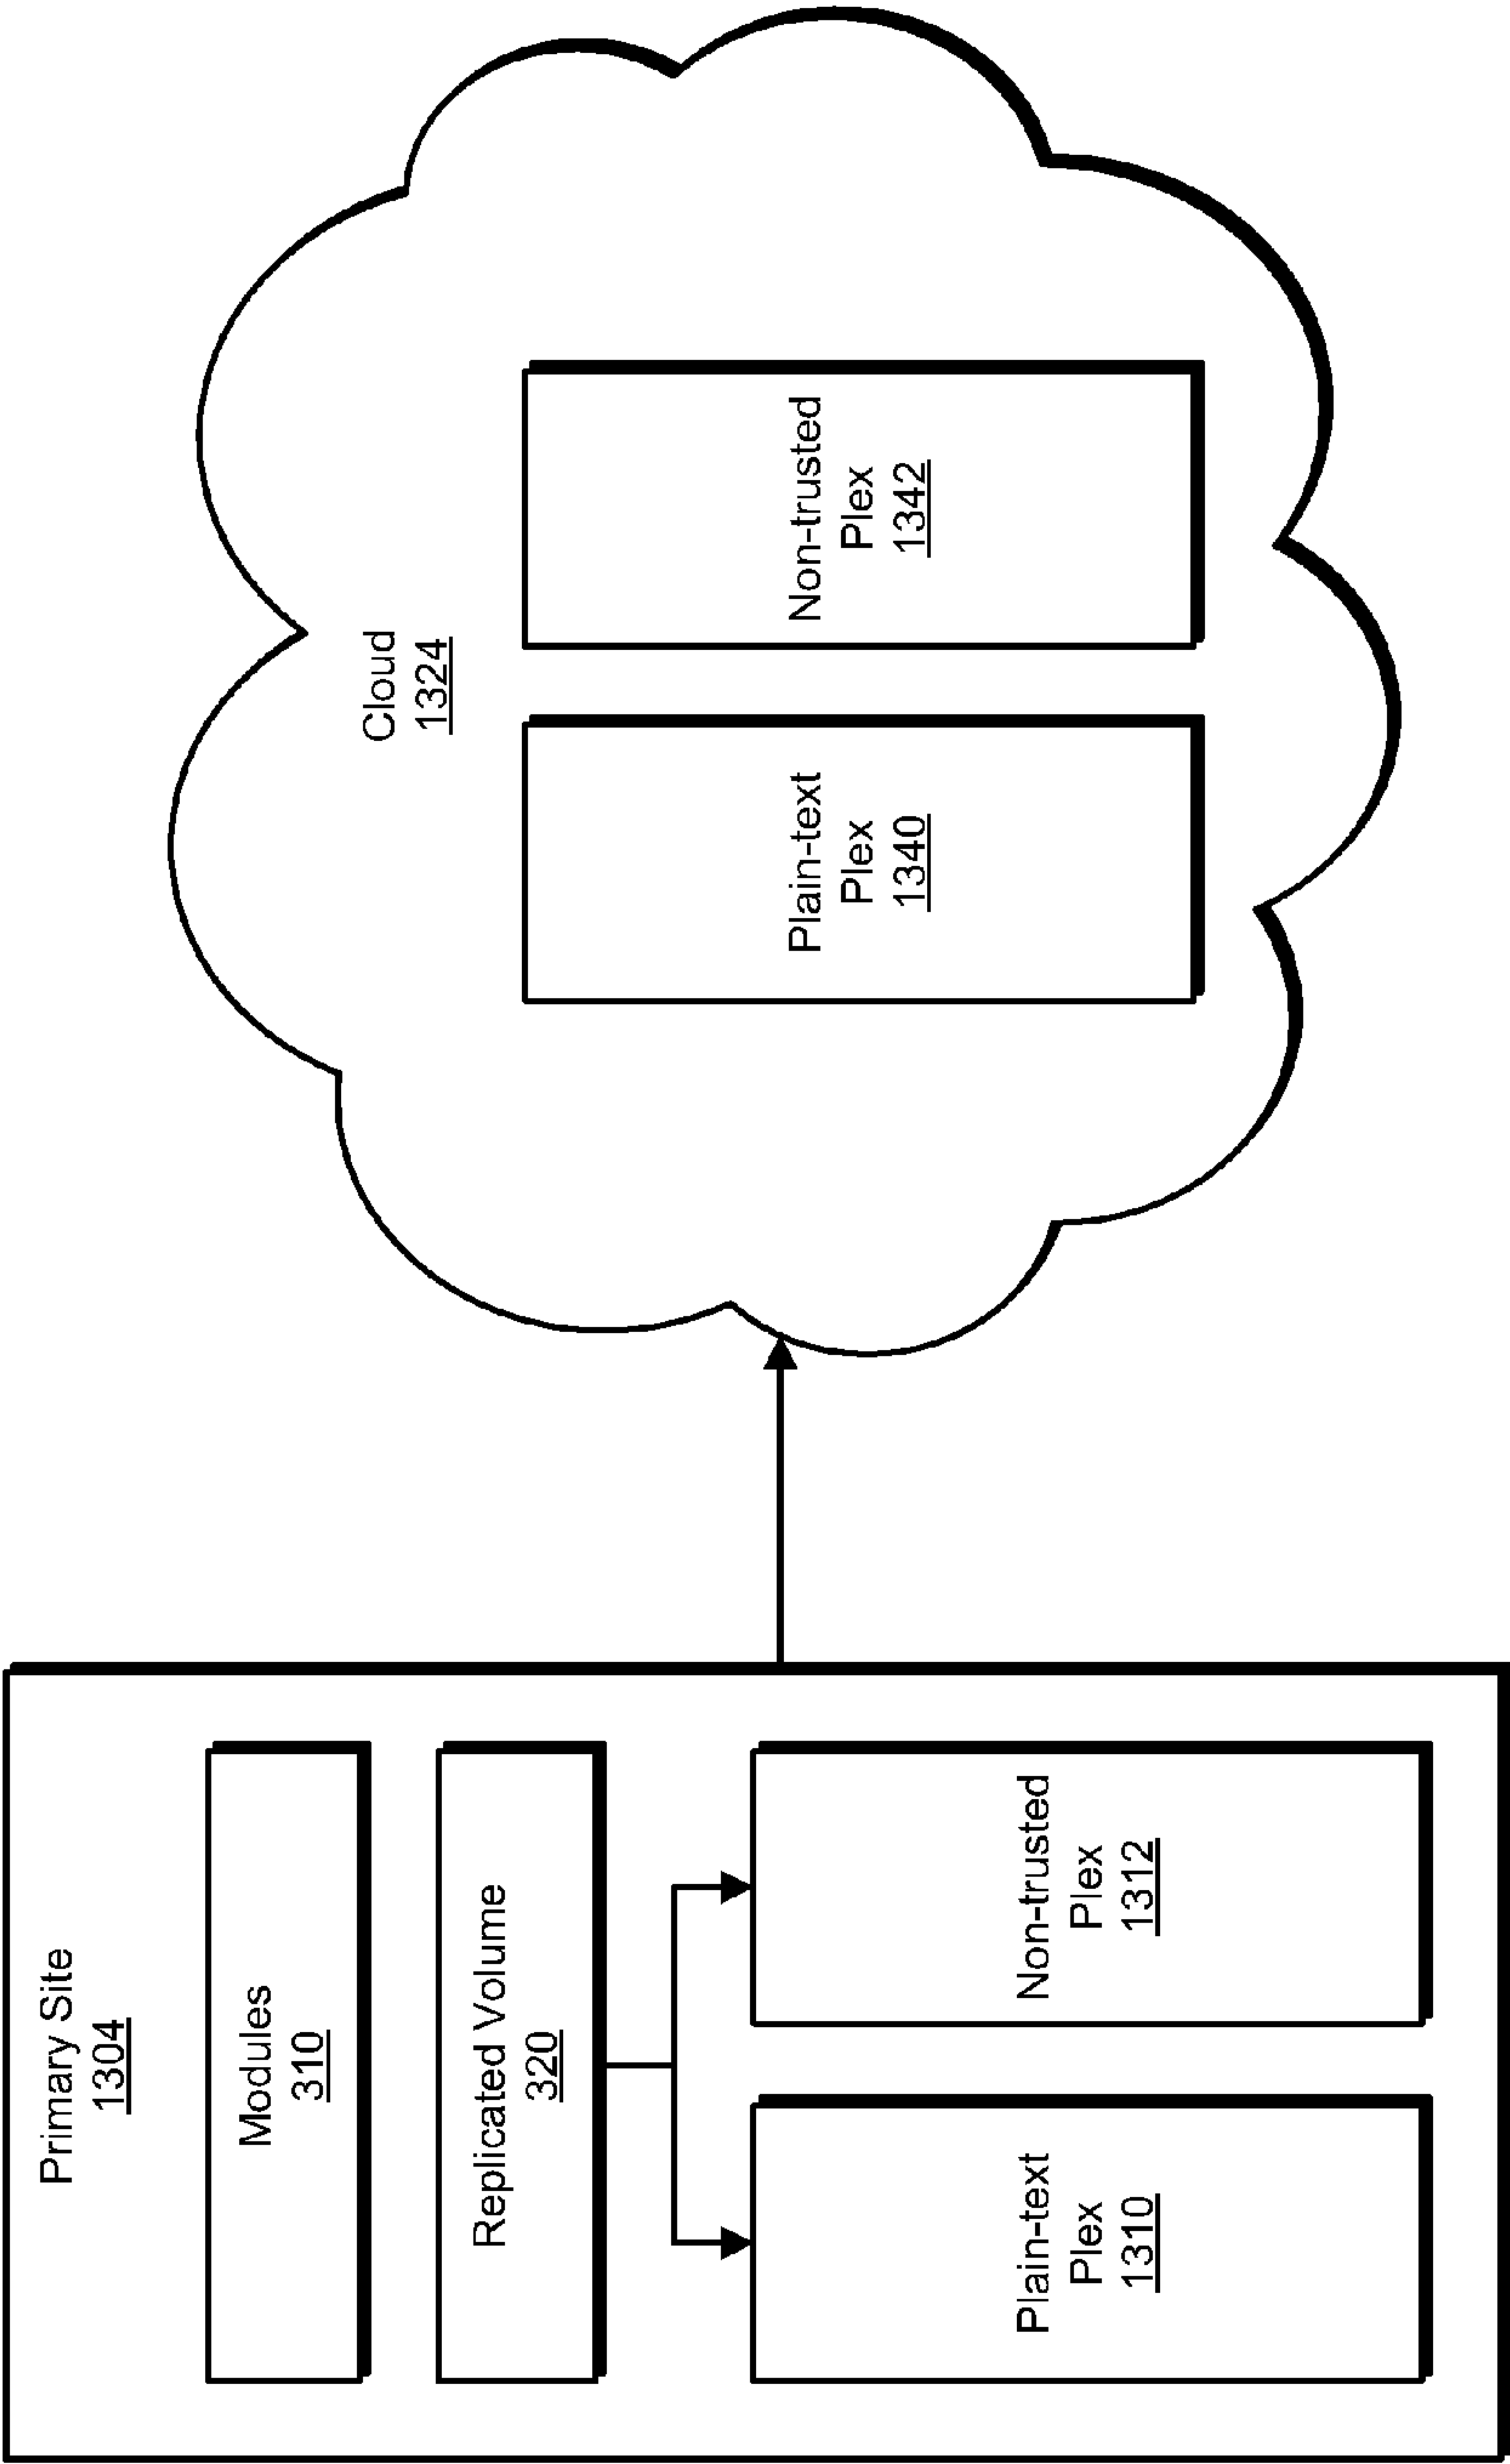 Primary Site
1304
Modules
310
Replicated Volume
320
Plain-text
Plex
1310
Non-trusted
Plex
1312
Cloud
1324
Plain-text
Plex
1340
Non-trusted
Plex
1342